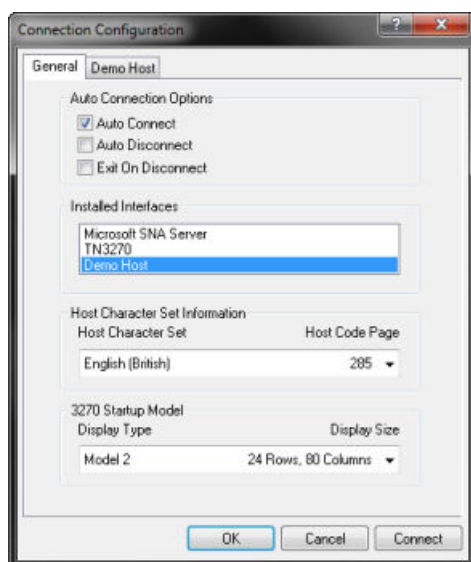 Connection Configuration
?
X
General
Demo Host
Auto Connection Options
Auto Connect
Auto Disconnect
Exit On Disconnect
Installed Interfaces
Microsoft SNA Server
TN3270
Demo Host
Host Character Set Information
Host Character Set Host Code Page
English (British) 285
3270 Startup Model
Display Type Display Size
Model 2 24 Rows, 80 Columns
OK Cancel Connect